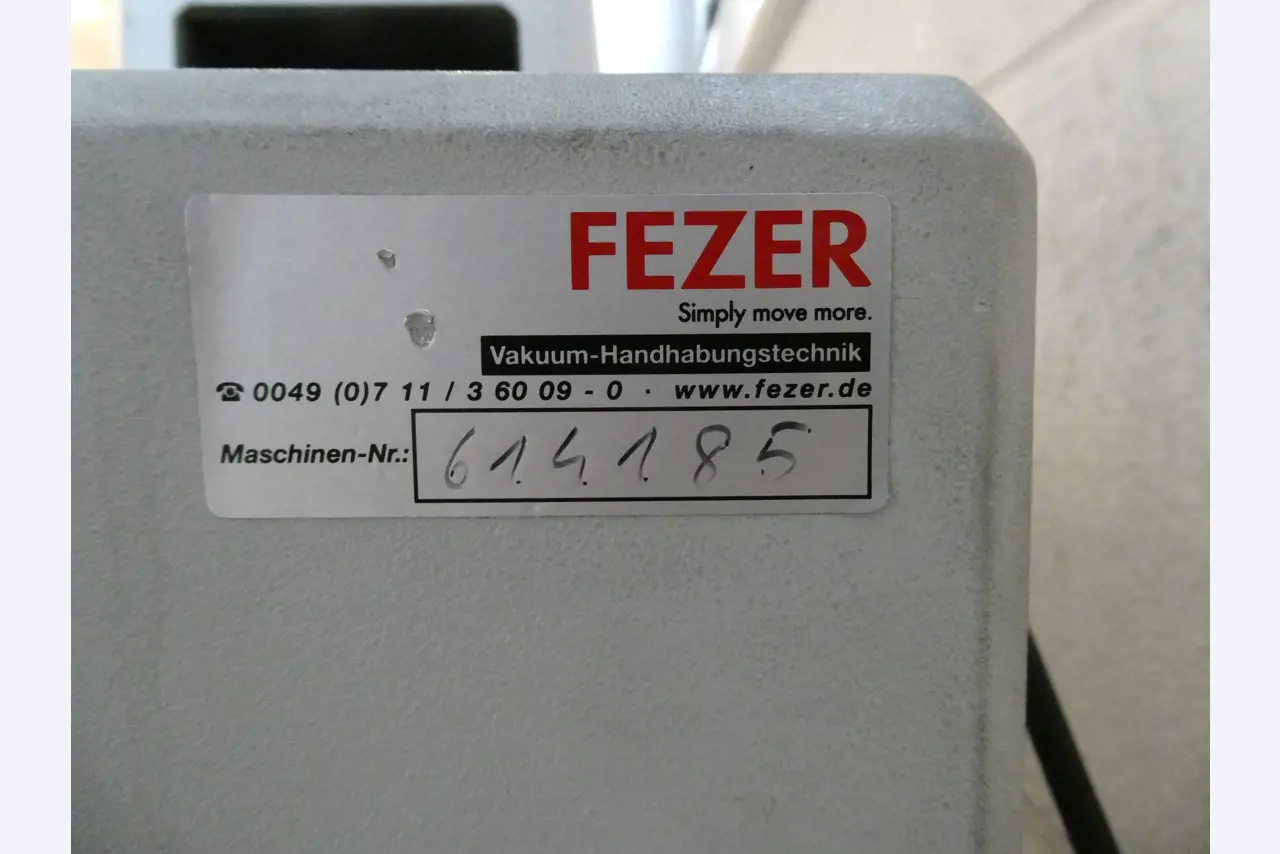 FEZER
Simply move more.
Vakuum-Handhabungstechnik
☎ 0049 (0)7 11 / 3 60 09 - 0 · www.fezer.de
Maschinen-Nr.: 614185